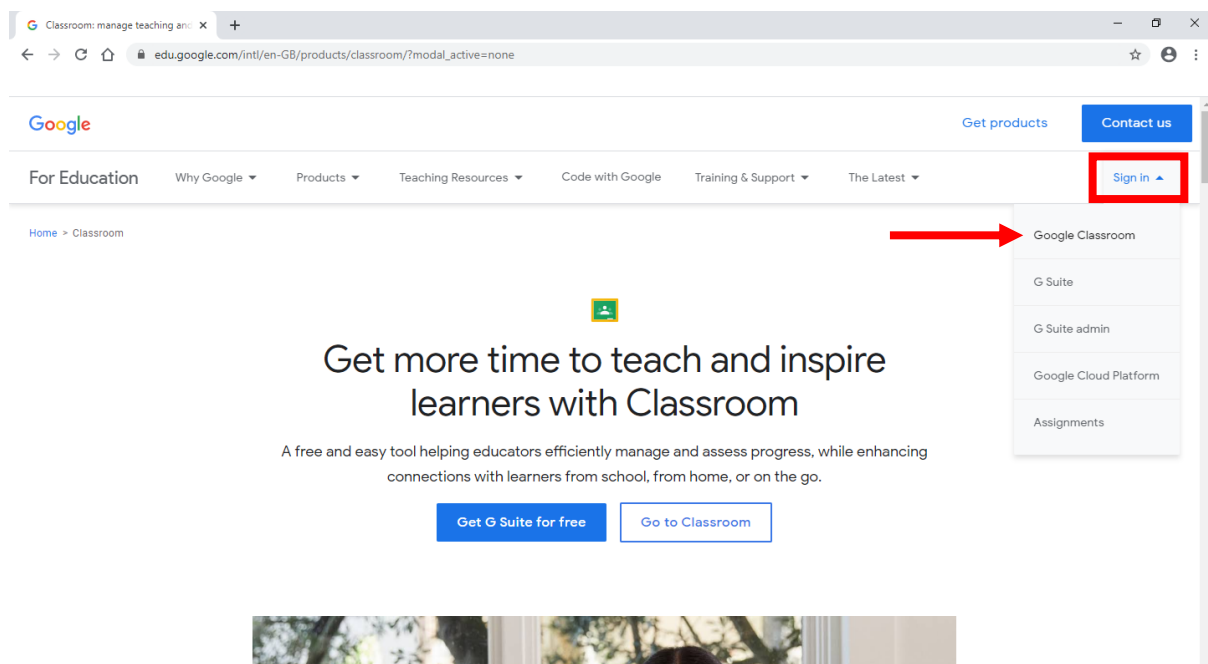 Classroom: manage teaching and
edu.google.com/intl/en-GB/products/classroom/?modal_active=none
Google
Get products
Contact us
For Education
Why Google
Products
Teaching Resources
Code with Google
Training & Support
The Latest
Sign in
Home > Classroom
Google Classroom
G Suite
G Suite admin
Google Cloud Platform
Assignments
Get more time to teach and inspire
learners with Classroom
A free and easy tool helping educators efficiently manage and assess progress, while enhancing
connections with learners from school, from home, or on the go.
Get G Suite for free
Go to Classroom